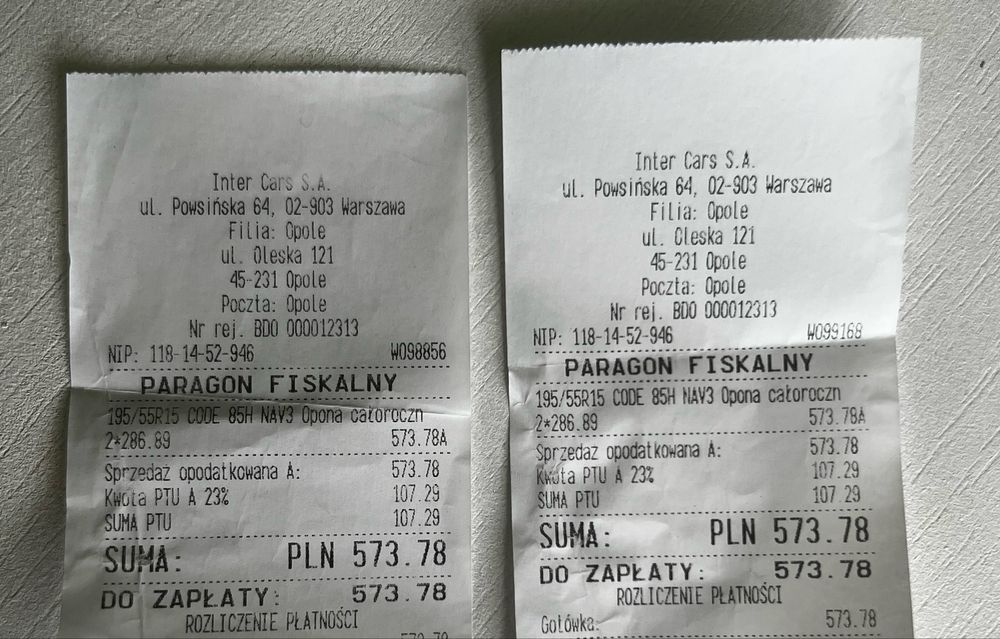 Inter Cars S.A.
ul. Powsińska 64, 02-903 Warszawa
Filia: Opole
ul. Oleska 121
45-231 Opole
Poczta: Opole
Nr rej. BDO 000012313
NIP: 118-14-52-946 W098856
PARAGON FISKALNY
195/55R15 CODE 85H NAV3 Opona całoroczn
2*286.89 573.78A
Sprzedaż opodatkowana A: 573.78
Kwota PTU A 23% 107.29
SUMA PTU 107.29
SUMA: PLN 573.78
DO ZAPŁATY: 573.78
ROZLICZENIE PŁATNOŚCI
Inter Cars S.A.
ul. Powsińska 64, 02-903 Warszawa
Filia: Opole
ul. Oleska 121
45-231 Opole
Poczta: Opole
Nr rej. BDO 000012313
NIP: 118-14-52-946 W099168
PARAGON FISKALNY
195/55R15 CODE 85H NAV3 Opona całoroczn
2*286.89 573.78A
Sprzedaż opodatkowana A: 573.78
Kwota PTU A 23% 107.29
SUMA PTU 107.29
SUMA: PLN 573.78
DO ZAPŁATY: 573.78
ROZLICZENIE PŁATNOŚCI
Gotówka: 573.78